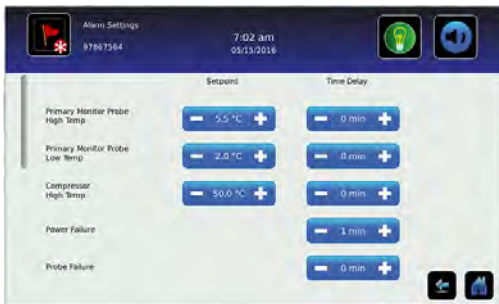 Alarm Settings
97867564
7:02 am
05/15/2016
Setpoint
Time Delay
Primary Monitor Probe
High Temp
5.5 °C
0 min
Primary Monitor Probe
Low Temp
2.0 °C
0 min
Compressor
High Temp
50.0 °C
0 min
Power Failure
1 min
Probe Failure
0 min